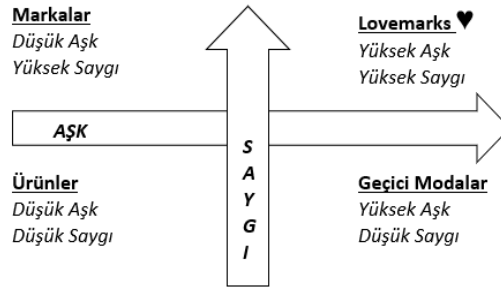 Markalar
Düşük Aşk
Yüksek Saygı
Lovemarks ♥
Yüksek Aşk
Yüksek Saygı
AŞK
S
A
Y
G
I
Ürünler
Düşük Aşk
Düşük Saygı
Geçici Modalar
Yüksek Aşk
Düşük Saygı